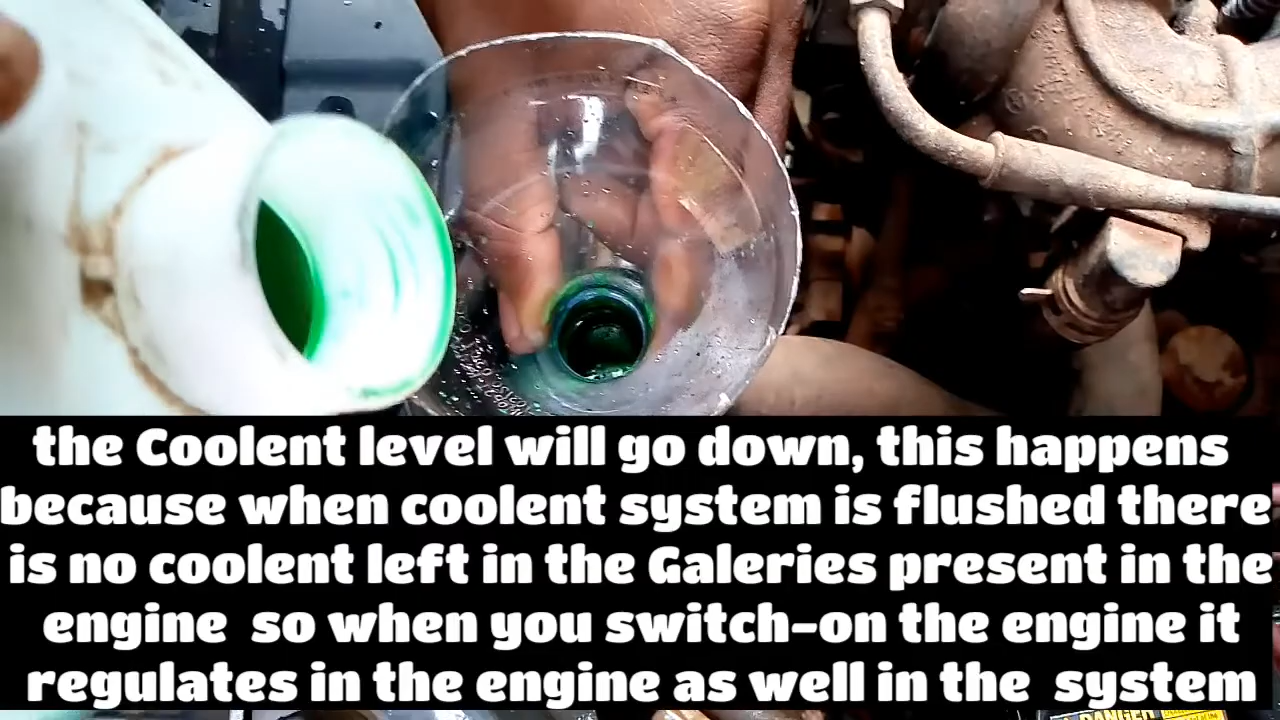 the Coolent level will go down, this happens
because when coolent system is flushed there
is no coolent left in the Galeries present in the
engine so when you switch-on the engine it
regulates in the engine as well in the system
DANGER